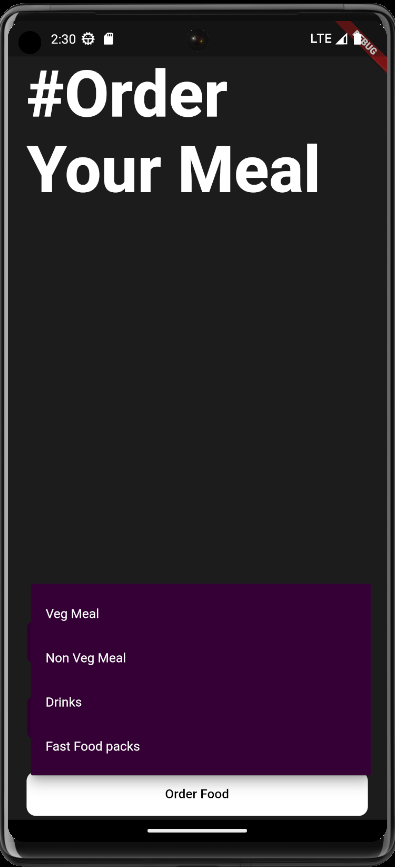 2:30
LTE
DEBUG
#Order
Your Meal
Veg Meal
Non Veg Meal
Drinks
Fast Food packs
Order Food